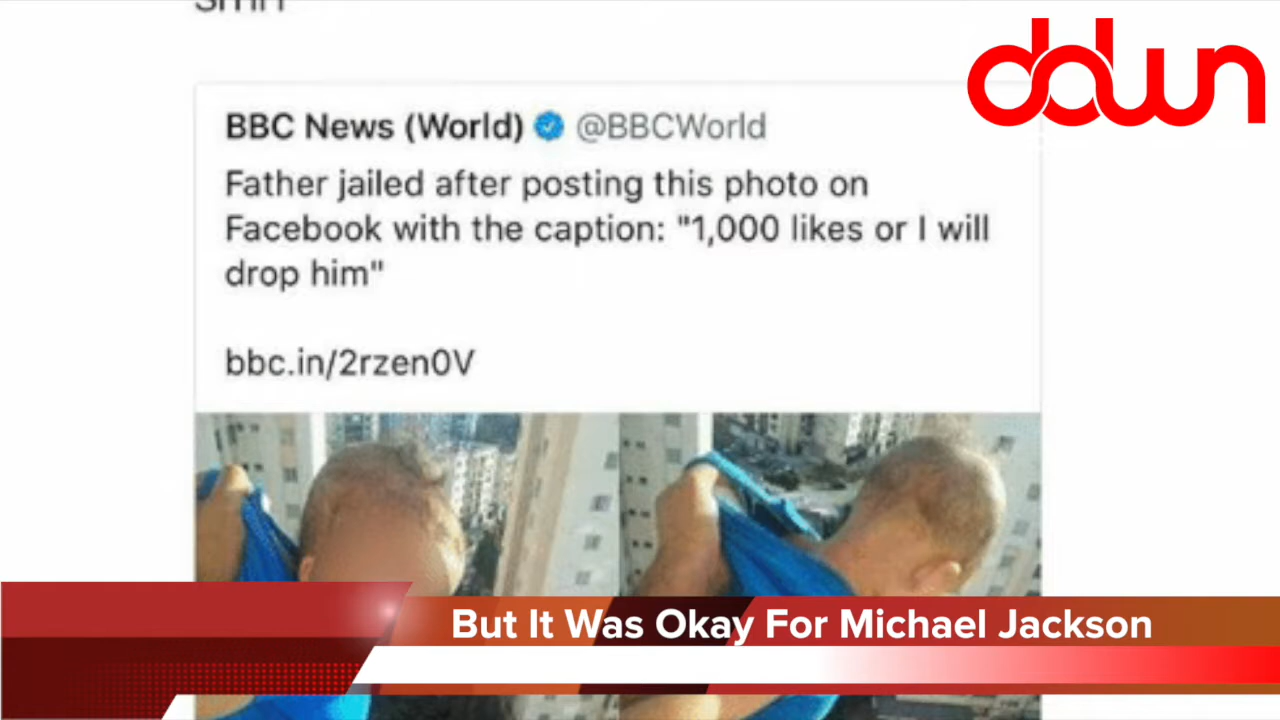 down
BBC News (World) @BBCWorld
Father jailed after posting this photo on
Facebook with the caption: "1,000 likes or I will
drop him"
bbc.in/2rzen0V
But It Was Okay For Michael Jackson